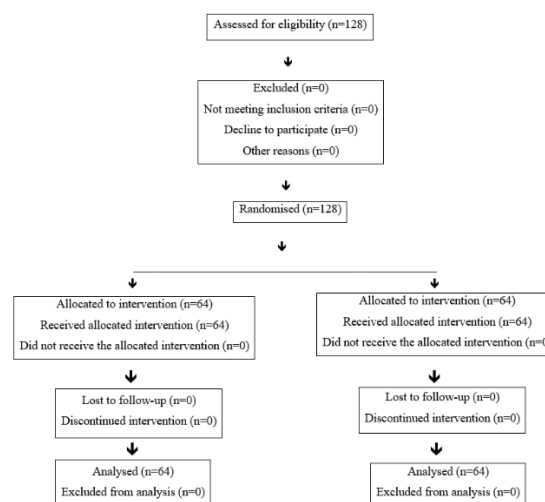 Assessed for eligibility (n=128)
Excluded (n=0)
Not meeting inclusion criteria (n=0)
Decline to participate (n=0)
Other reasons (n=0)
Randomised (n=128)
Allocated to intervention (n=64)
Received allocated intervention (n=64)
Did not receive the allocated intervention (n=0)
Allocated to intervention (n=64)
Received allocated intervention (n=64)
Did not receive the allocated intervention (n=0
Lost to follow-up (n=0)
Discontinued intervention (n=0)
Lost to follow-up (n=0)
Discontinued intervention (n=0)
Analysed (n=64)
Excluded from analysis (n=0)
Analysed (n=64)
Excluded from analysis (n=0)